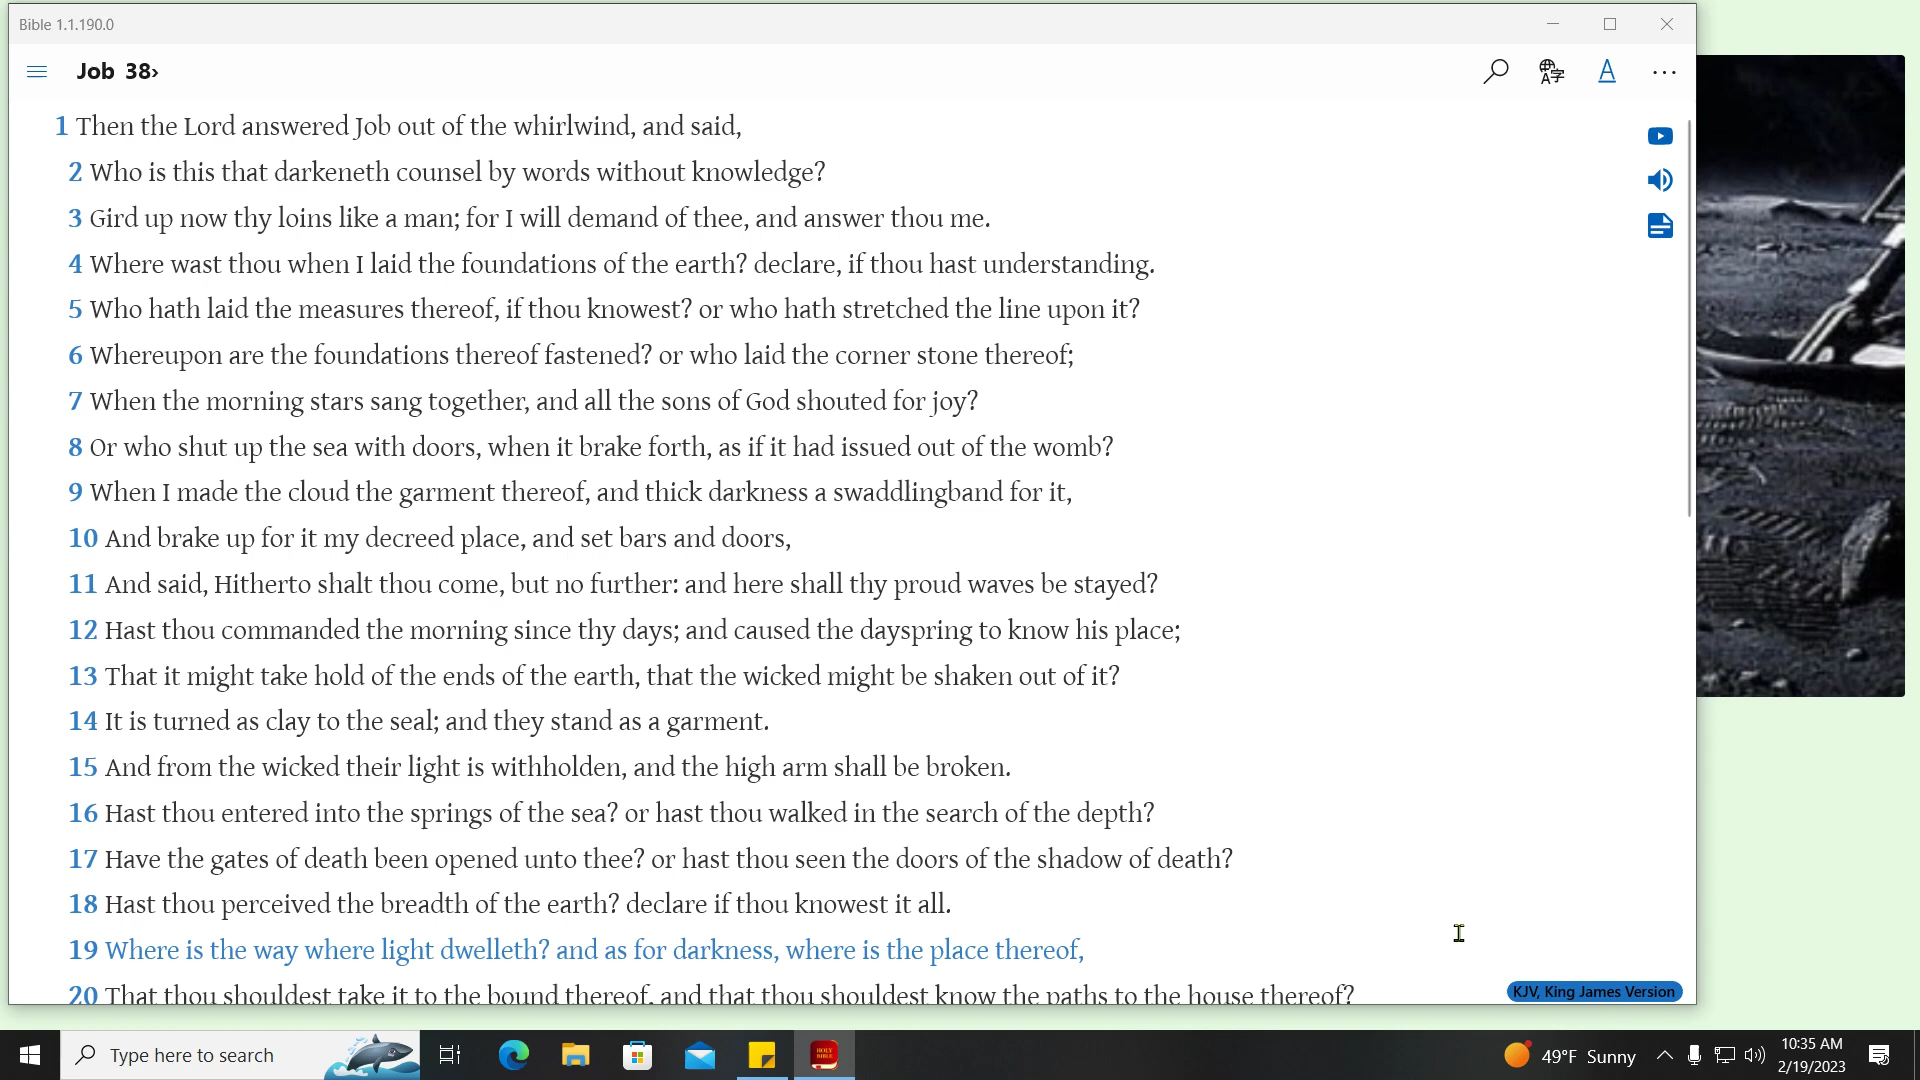 Bible 1.1.190.0
Job 38›
1 Then the Lord answered Job out of the whirlwind, and said,
2 Who is this that darkeneth counsel by words without knowledge?
3 Gird up now thy loins like a man; for I will demand of thee, and answer thou me.
4 Where wast thou when I laid the foundations of the earth? declare, if thou hast understanding.
5 Who hath laid the measures thereof, if thou knowest? or who hath stretched the line upon it?
6 Whereupon are the foundations thereof fastened? or who laid the corner stone thereof;
7 When the morning stars sang together, and all the sons of God shouted for joy?
8 Or who shut up the sea with doors, when it brake forth, as if it had issued out of the womb?
9 When I made the cloud the garment thereof, and thick darkness a swaddlingband for it,
10 And brake up for it my decreed place, and set bars and doors,
11 And said, Hitherto shalt thou come, but no further: and here shall thy proud waves be stayed?
12 Hast thou commanded the morning since thy days; and caused the dayspring to know his place;
13 That it might take hold of the ends of the earth, that the wicked might be shaken out of it?
14 It is turned as clay to the seal; and they stand as a garment.
15 And from the wicked their light is withholden, and the high arm shall be broken.
16 Hast thou entered into the springs of the sea? or hast thou walked in the search of the depth?
17 Have the gates of death been opened unto thee? or hast thou seen the doors of the shadow of death?
18 Hast thou perceived the breadth of the earth? declare if thou knowest it all.
19 Where is the way where light dwelleth? and as for darkness, where is the place thereof,
20 That thou shouldest take it to the bound thereof, and that thou shouldest know the paths to the house thereof?
KJV, King James Version
Type here to search
HOLY BIBLE
49°F Sunny
10:35 AM
2/19/2023